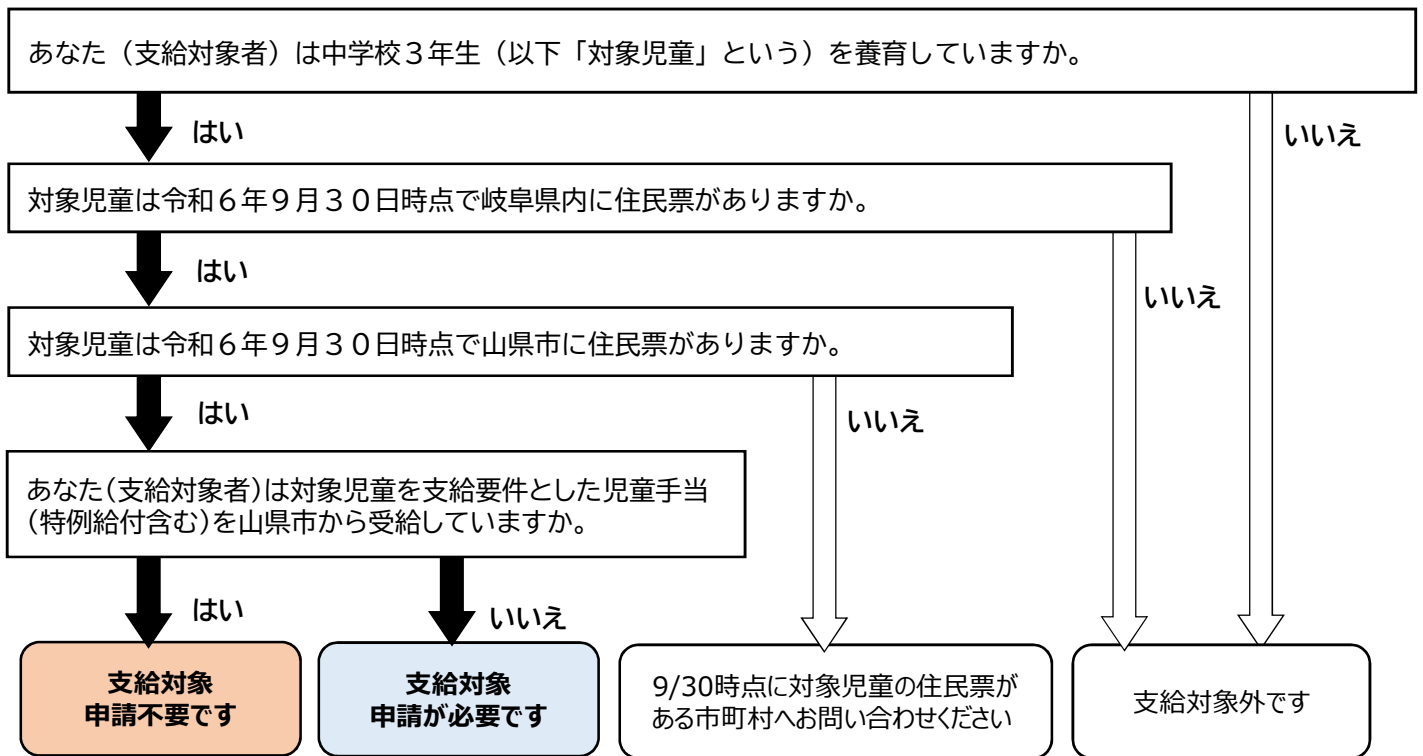 あなた（支給対象者）は中学校３年生（以下「対象児童」という）を養育していますか。
はい
いいえ
対象児童は令和６年９月３０日時点で岐阜県内に住民票がありますか。
はい
いいえ
対象児童は令和６年９月３０日時点で山県市に住民票がありますか。
はい
いいえ
あなた(支給対象者)は対象児童を支給要件とした児童手当
(特例給付含む)を山県市から受給していますか。
はい
いいえ
支給対象
申請不要です
支給対象
申請が必要です
9/30時点に対象児童の住民票が
ある市町村へお問い合わせください
支給対象外です